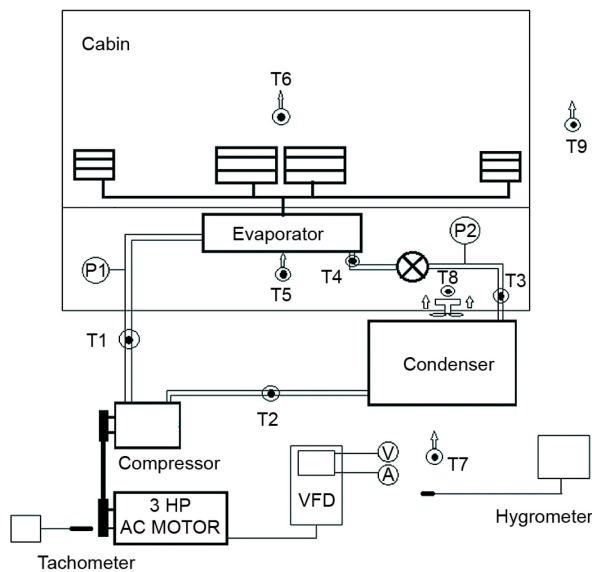 Cabin
T6
T9
Evaporator
P2
P1
T4
T8
T3
T5
T1
Condenser
T2
Compressor
V
A
T7
VFD
3 HP
AC MOTOR
Hygrometer
Tachometer